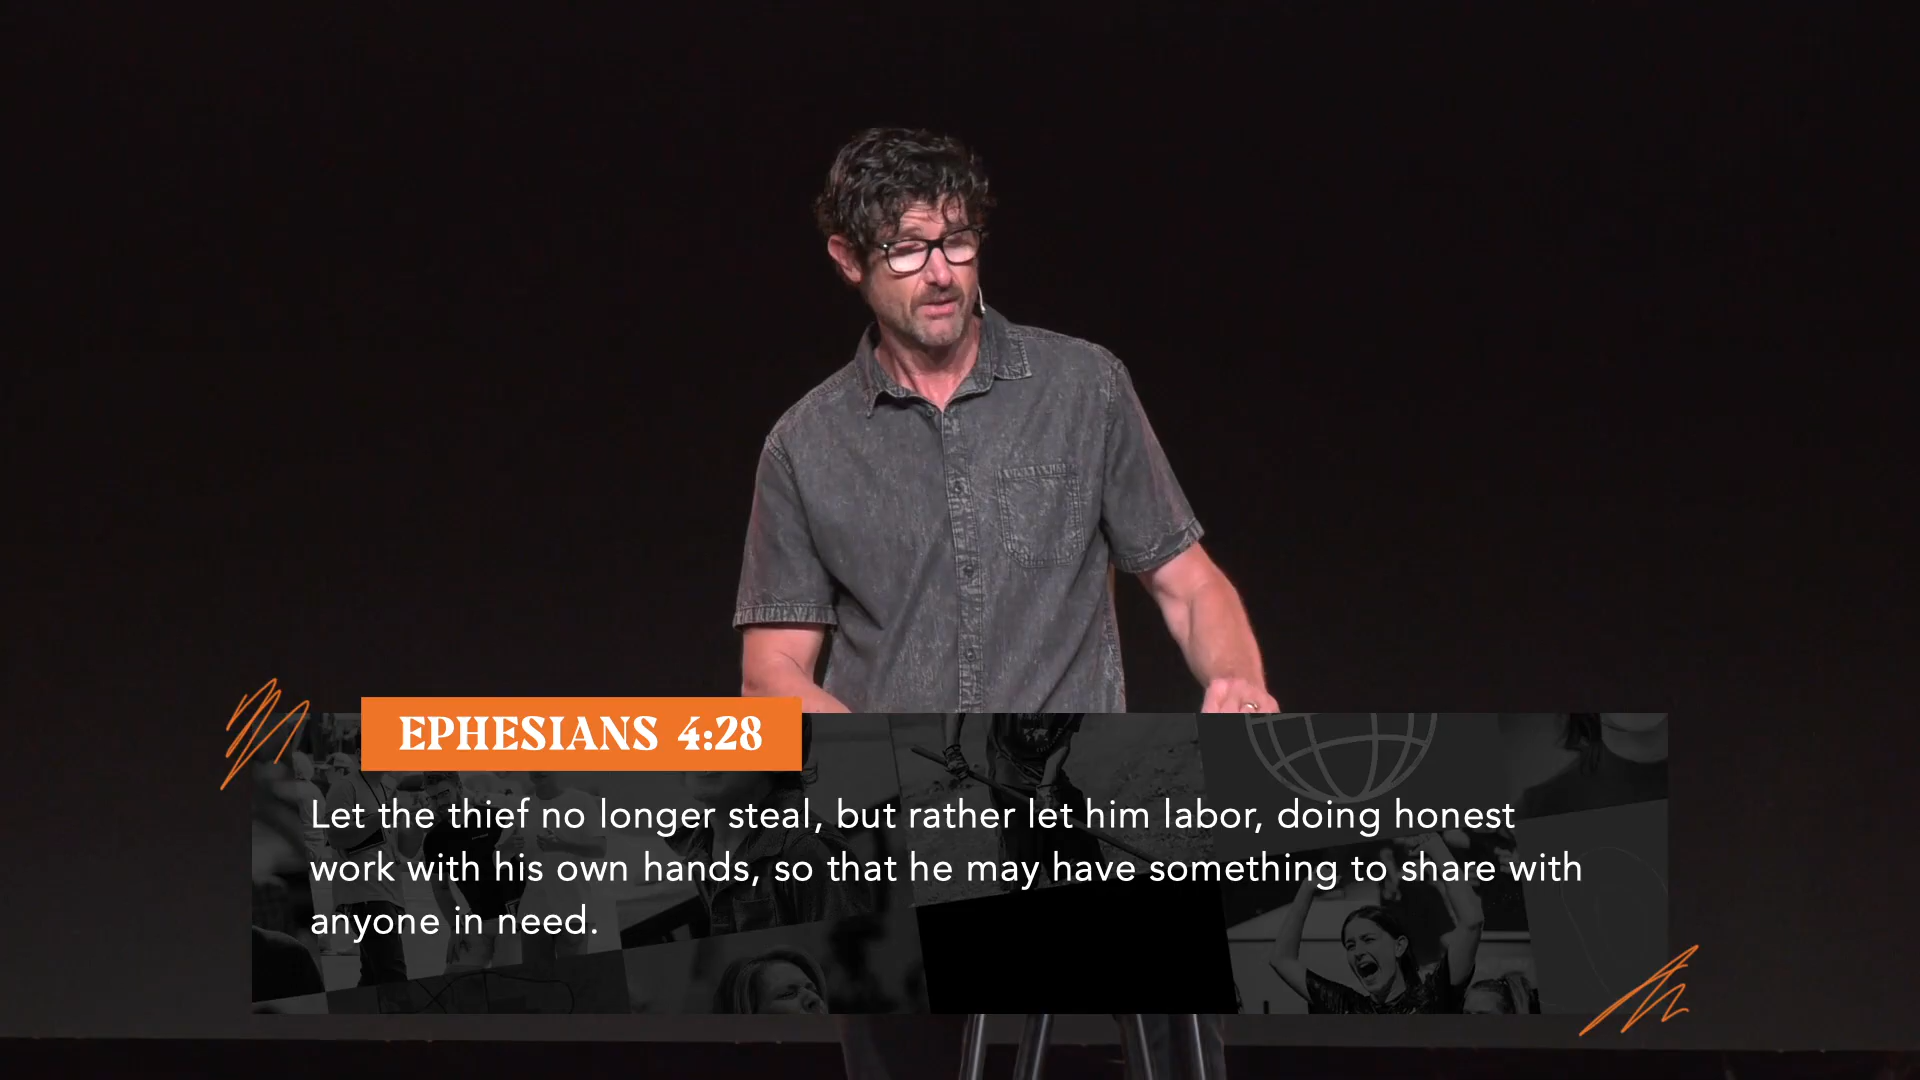 EPHESIANS 4:28
Let the thief no longer steal, but rather let him labor, doing honest
work with his own hands, so that he may have something to share with
anyone in need.